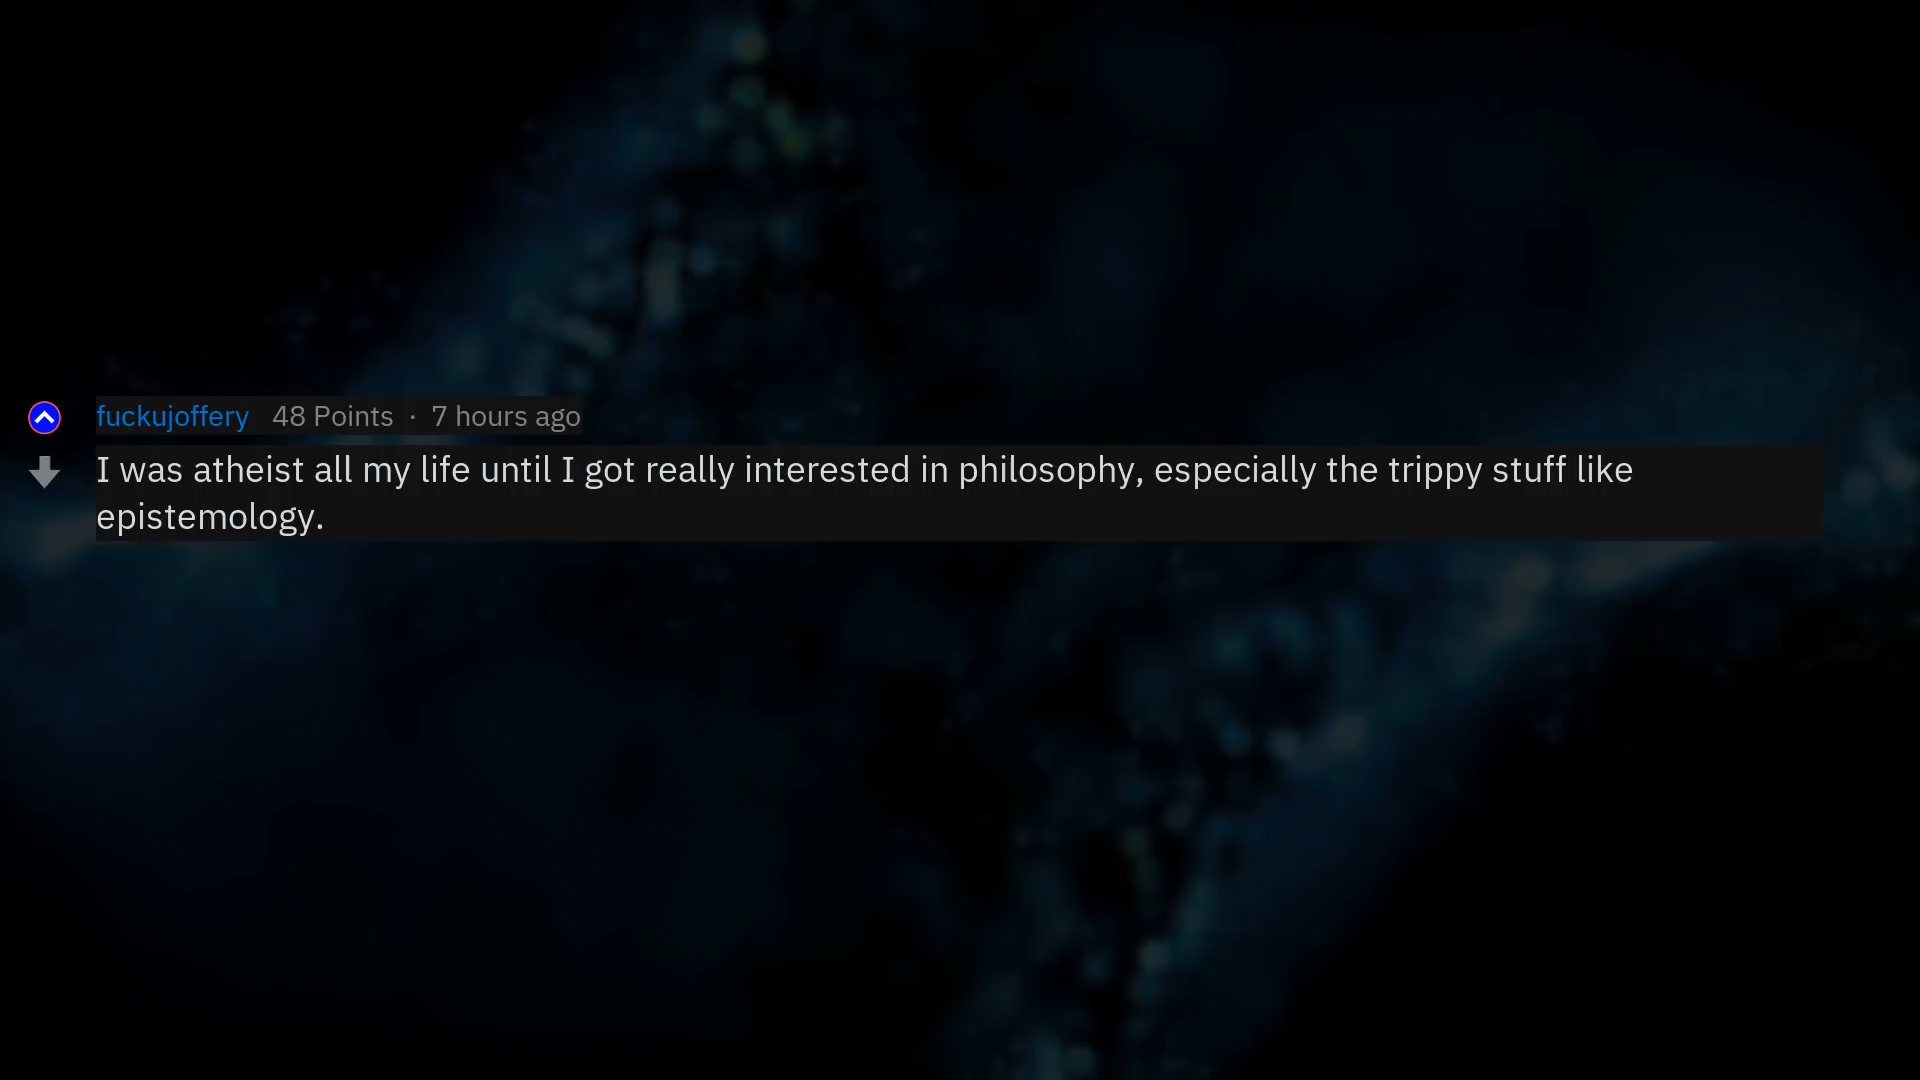 fuckujoffery 48 Points · 7 hours ago
I was atheist all my life until I got really interested in philosophy, especially the trippy stuff like
epistemology.